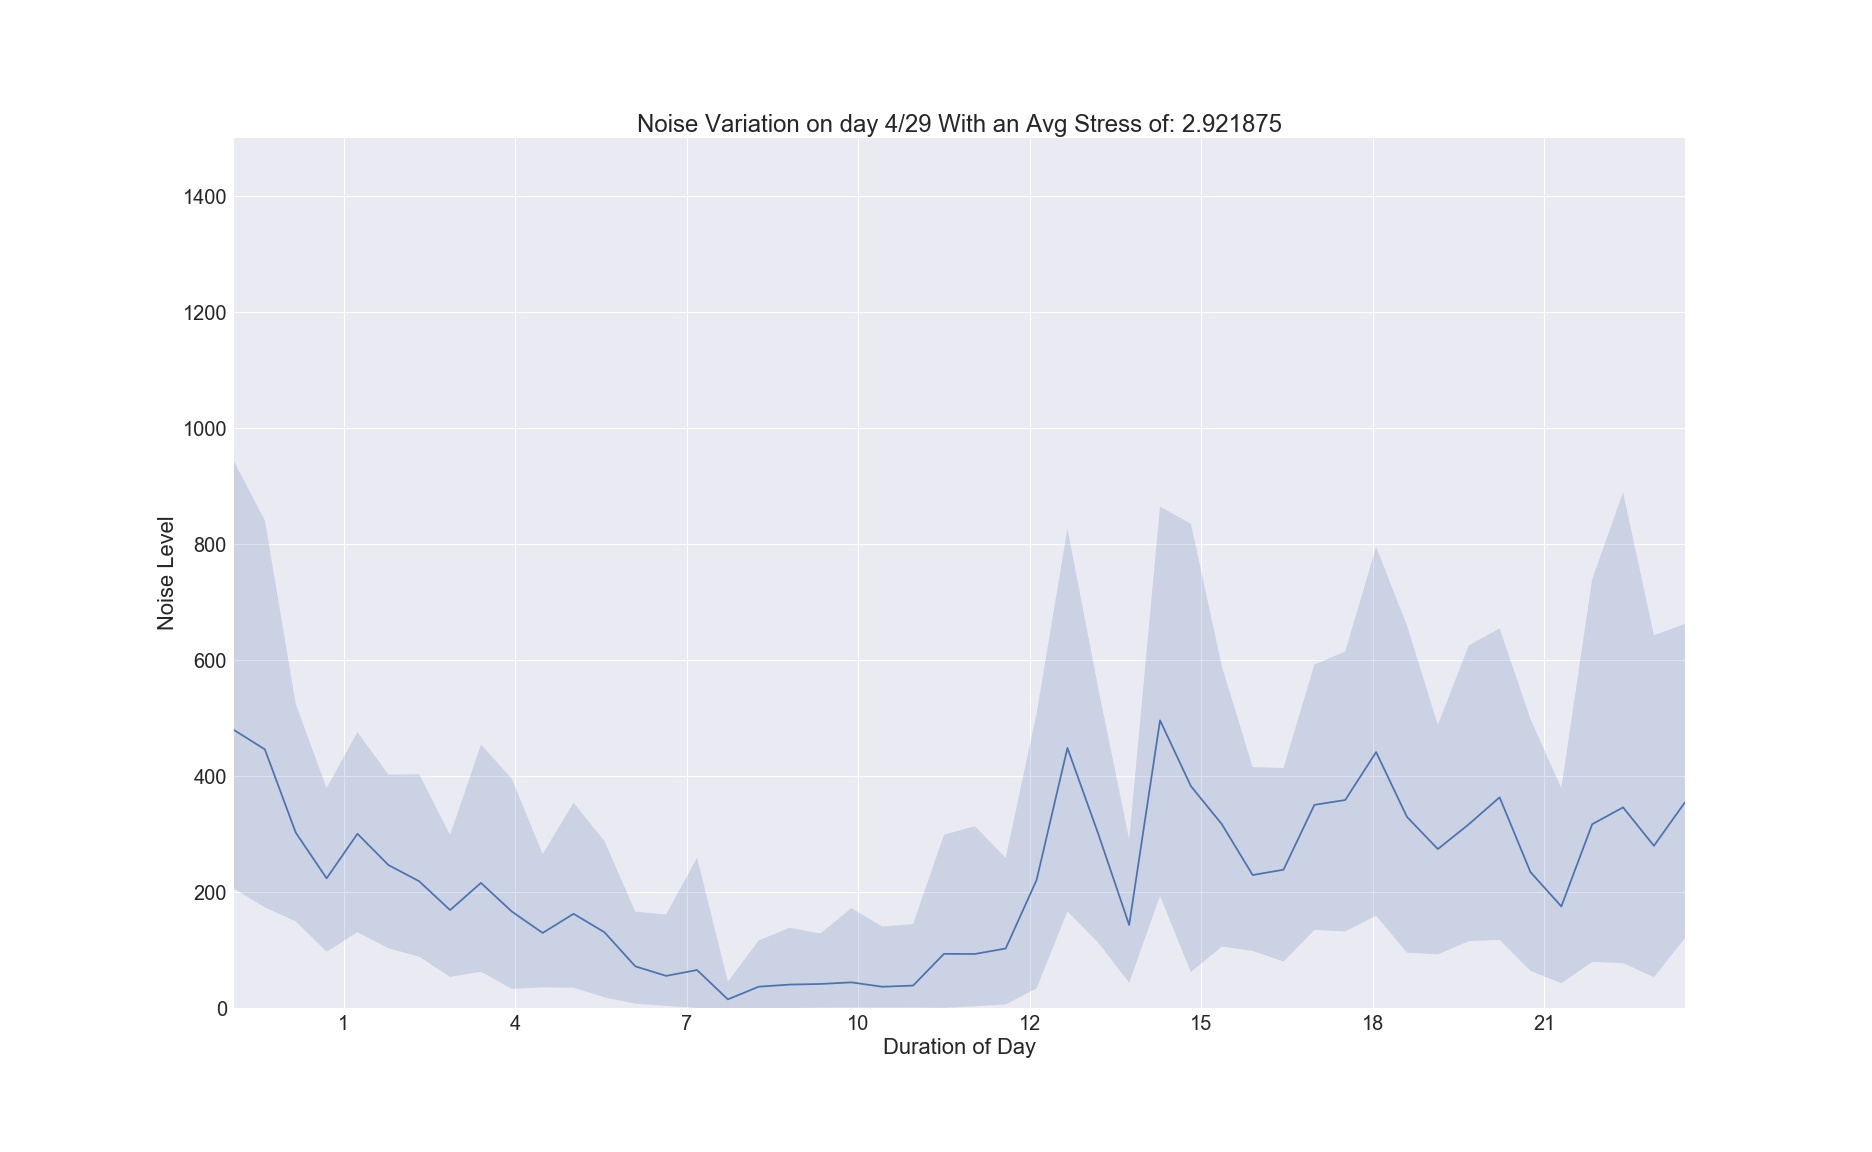 Noise Variation on day 4/29 With an Avg Stress of: 2.921875
1400
1200
1000
800
600
400
200
0
Noise Level
1 4 7 10 12 15 18 21
Duration of Day